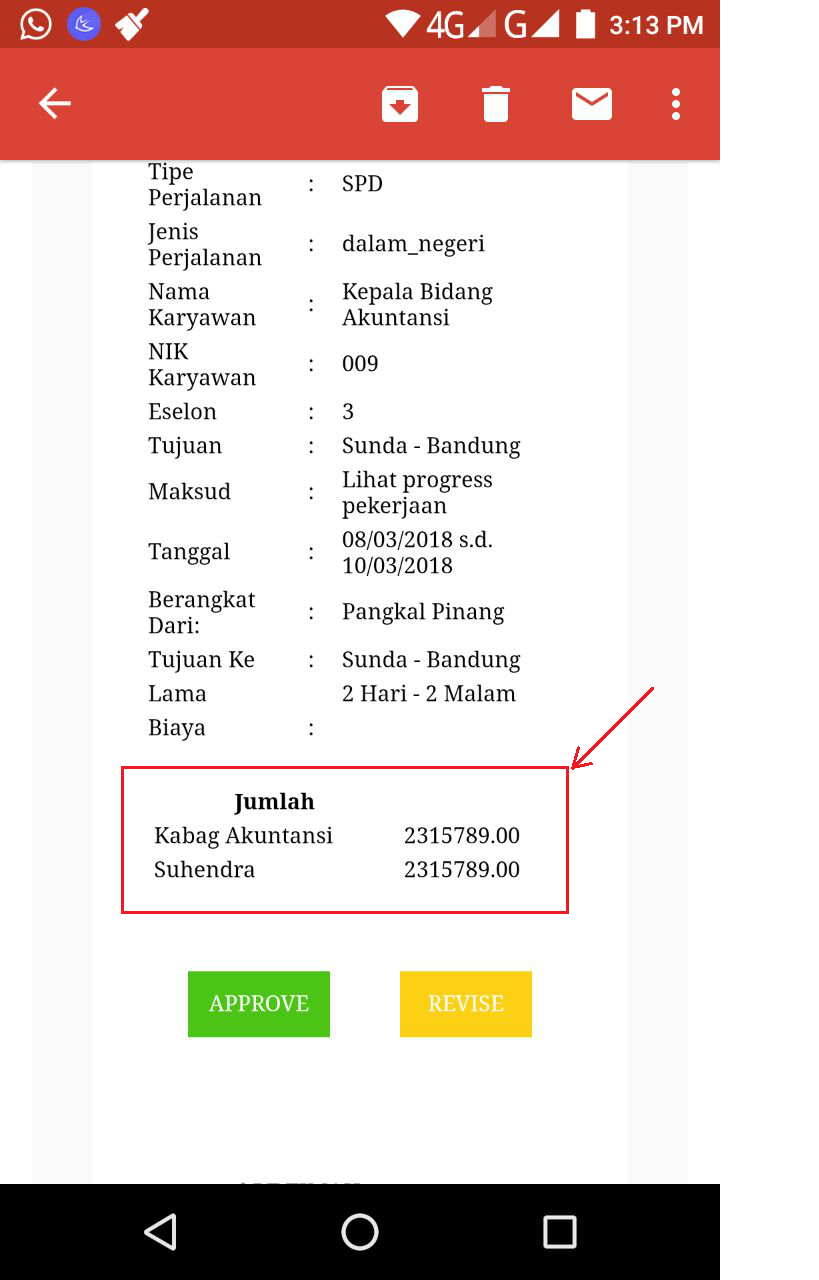 4G G 3:13 PM
Tipe
Perjalanan : SPD
Jenis
Perjalanan : dalam_negeri
Nama
Karyawan : Kepala Bidang
Akuntansi
NIK
Karyawan : 009
Eselon : 3
Tujuan : Sunda - Bandung
Maksud : Lihat progress
pekerjaan
Tanggal : 08/03/2018 s.d.
10/03/2018
Berangkat
Dari: : Pangkal Pinang
Tujuan Ke : Sunda - Bandung
Lama 2 Hari - 2 Malam
Biaya :
Jumlah
Kabag Akuntansi 2315789.00
Suhendra 2315789.00
APPROVE REVISE